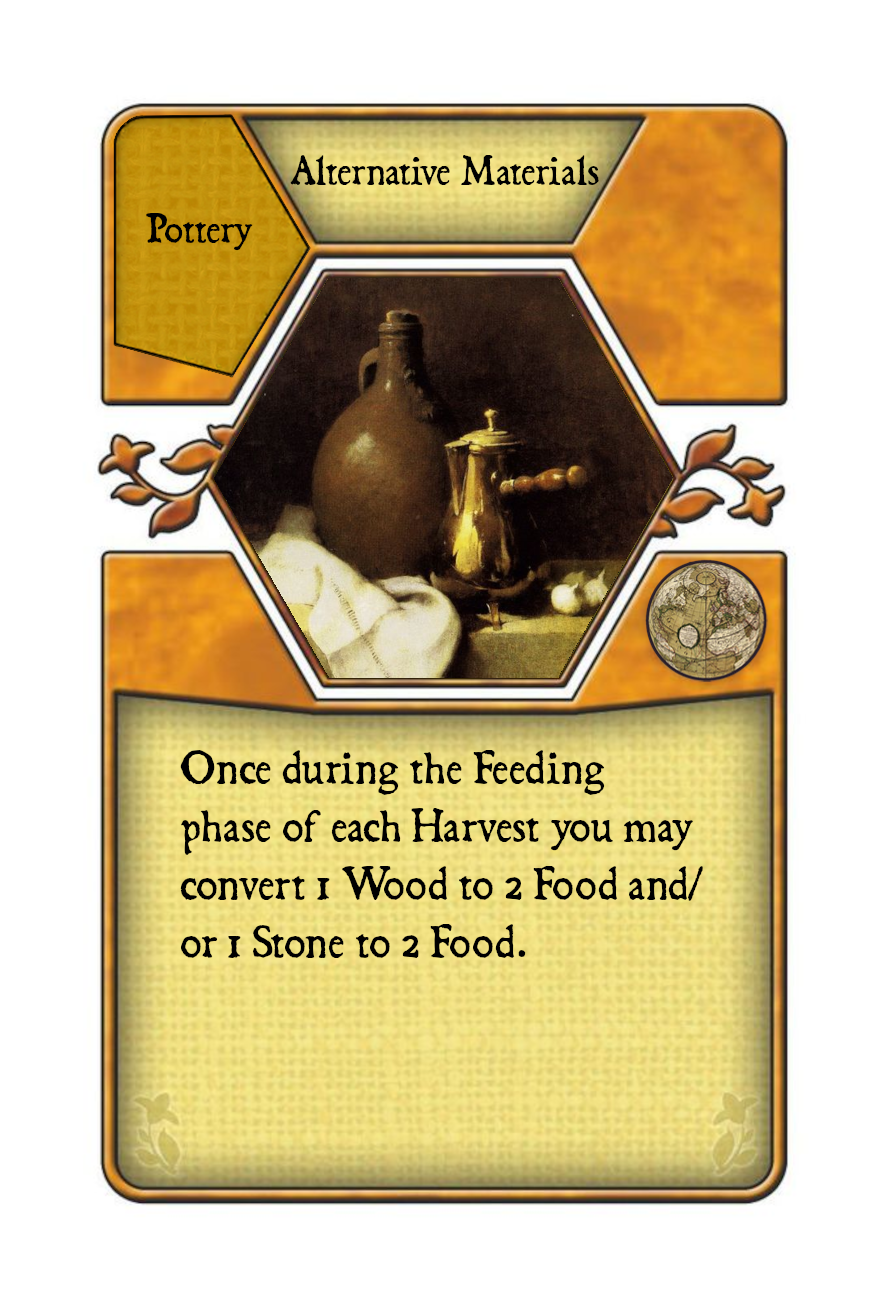 Alternative Materials
Pottery
Once during the Feeding
phase of each Harvest you may
convert 1 Wood to 2 Food and/
or 1 Stone to 2 Food.